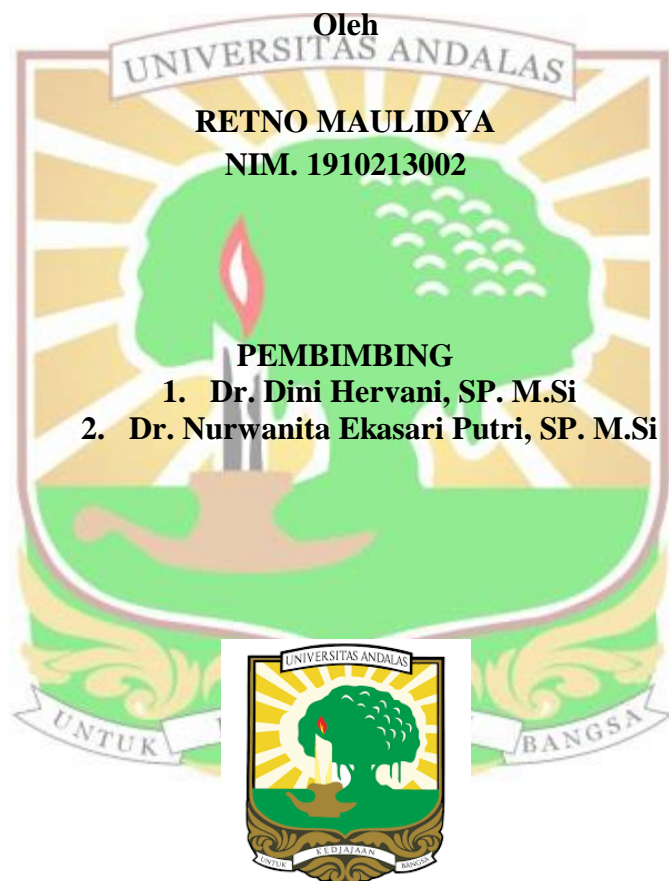 Oleh
UNIVERSITAS ANDALAS
RETNO MAULIDYA
NIM. 1910213002
PEMBIMBING
1. Dr. Dini Hervani, SP. M.Si
2. Dr. Nurwanita Ekasari Putri, SP. M.Si
UNIVERSITAS ANDALAS
UNTUK BANGSA
UNTUK KEDJAJAAN BANGSA